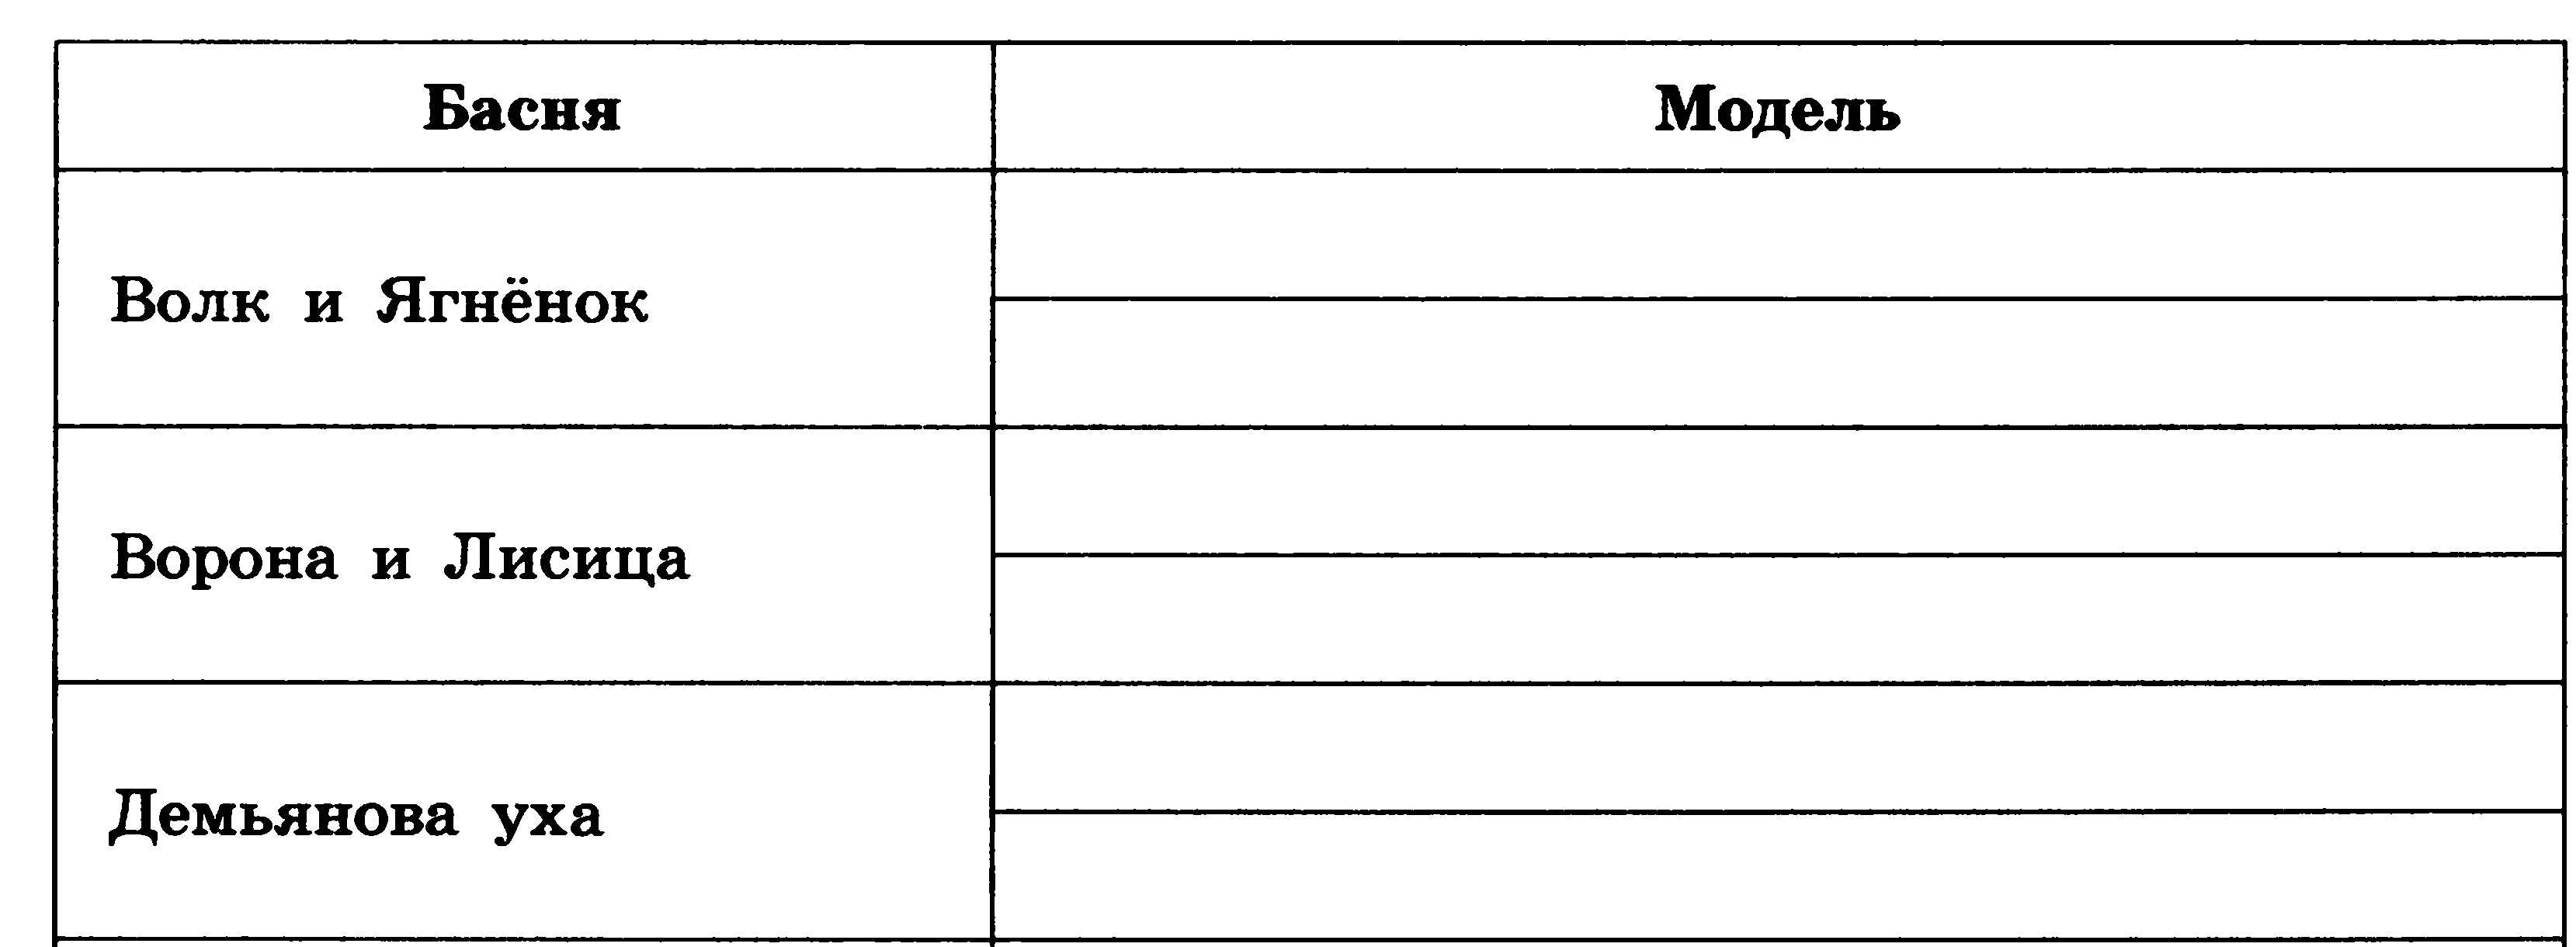 Басня
Модель
Волк и Ягнёнок
Ворона и Лисица
Демьянова уха